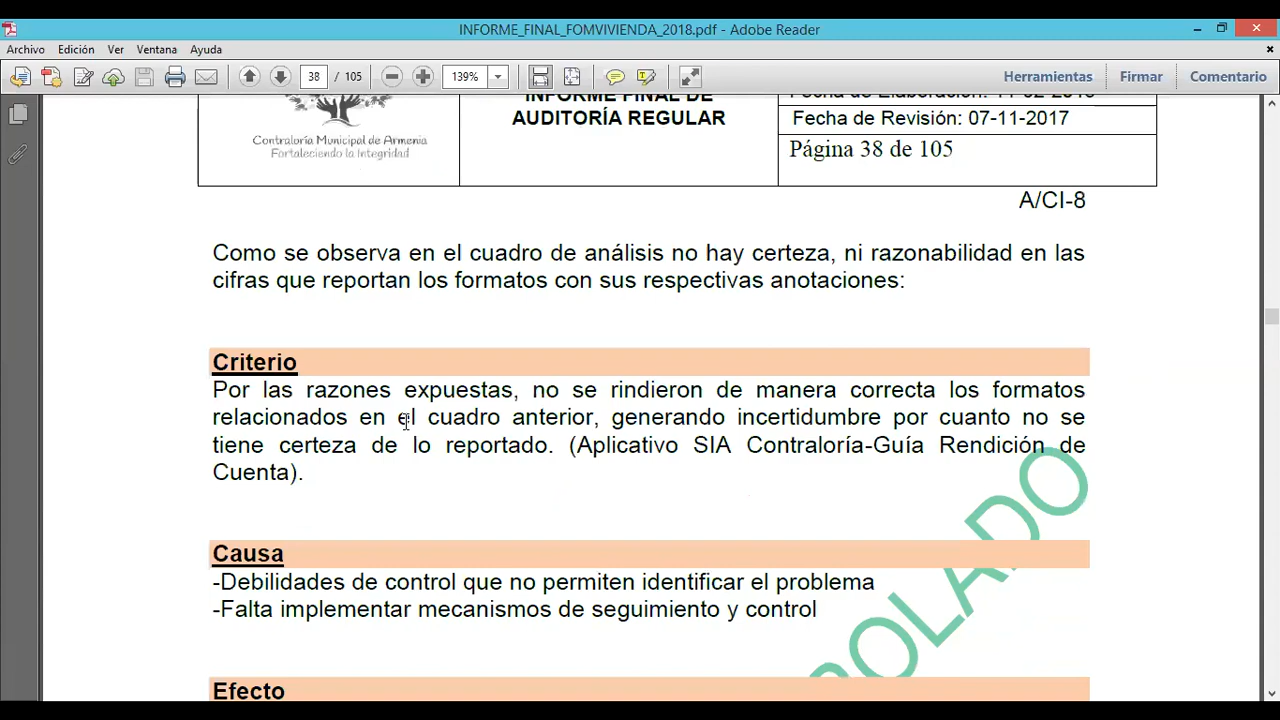 INFORME_FINAL_FOMVIVIENDA_2018.pdf - Adobe Reader
Archivo Edición Ver Ventana Ayuda
38 / 105 139% Herramientas Firmar Comentario
INFORME FINAL DE
AUDITORÍA REGULAR
Contraloría Municipal de Armenia
Fortaleciendo la Integridad
Fecha de Revisión: 07-11-2017
Página 38 de 105
A/CI-8
Como se observa en el cuadro de análisis no hay certeza, ni razonabilidad en las
cifras que reportan los formatos con sus respectivas anotaciones:
Criterio
Por las razones expuestas, no se rindieron de manera correcta los formatos
relacionados en el cuadro anterior, generando incertidumbre por cuanto no se
tiene certeza de lo reportado. (Aplicativo SIA Contraloría-Guía Rendición de
Cuenta).
Causa
-Debilidades de control que no permiten identificar el problema
-Falta implementar mecanismos de seguimiento y control
Efecto
OLADO